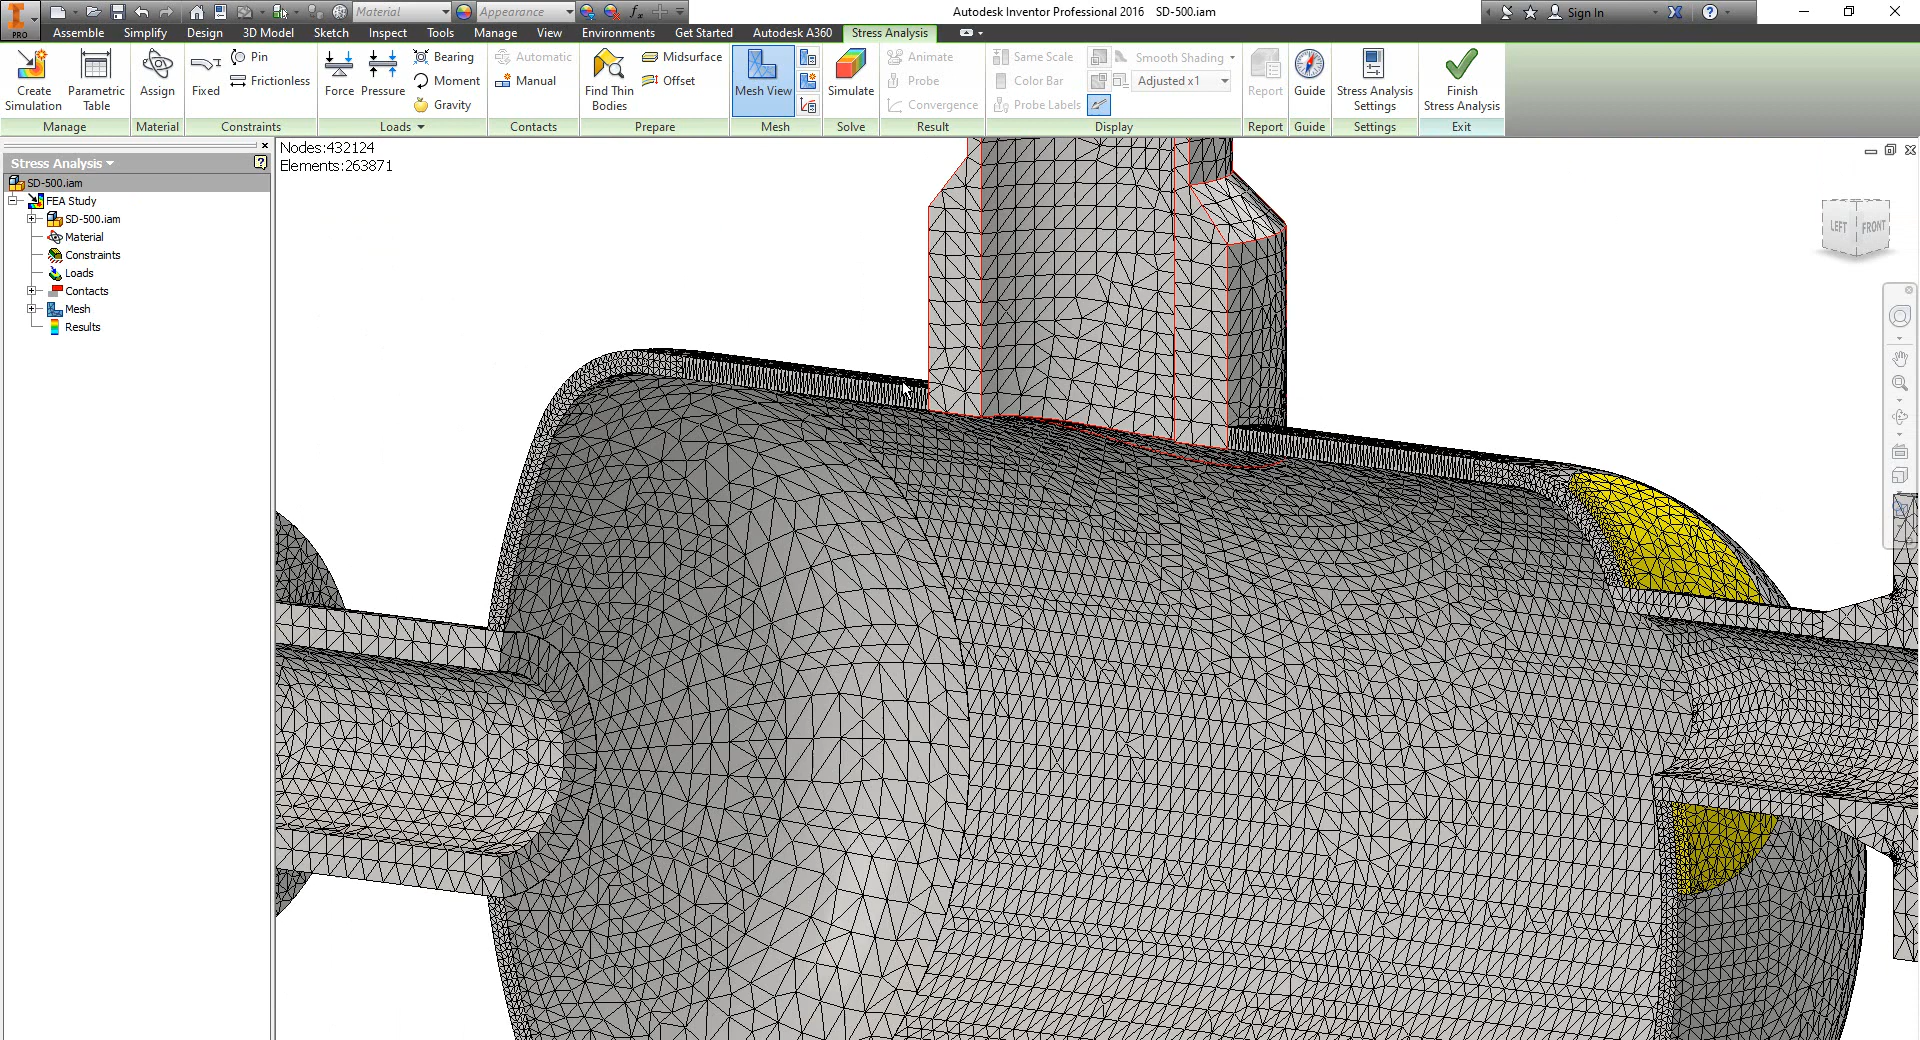 Material
Appearance
Autodesk Inventor Professional 2016 SD-500.iam
Sign In
PRO
Assemble Simplify Design 3D Model Sketch Inspect Tools Manage View Environments Get Started Autodesk A360 Stress Analysis
Create Simulation
Parametric Table
Manage
Assign
Material
Fixed
Pin
Frictionless
Constraints
Force
Pressure
Bearing
Moment
Gravity
Loads
Automatic
Manual
Contacts
Find Thin Bodies
Midsurface
Offset
Prepare
Mesh View
Mesh
Simulate
Solve
Animate
Probe
Convergence
Result
Same Scale
Color Bar
Probe Labels
Smooth Shading
Adjusted x1
Display
Report
Report
Guide
Guide
Stress Analysis Settings
Settings
Finish Stress Analysis
Exit
Stress Analysis
SD-500.iam
FEA Study
SD-500.iam
Material
Constraints
Loads
Contacts
Mesh
Results
Nodes:432124
Elements:263871
LEFT FRONT